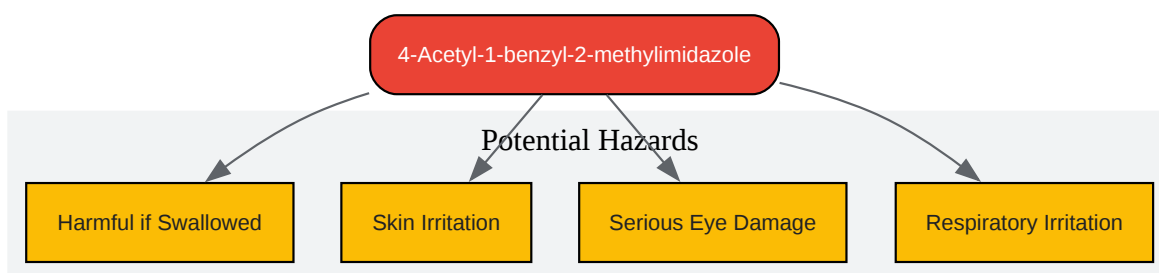 4-Acetyl-1-benzyl-2-methylimidazole
Potential Hazards
Harmful if Swallowed
Skin Irritation
Serious Eye Damage
Respiratory Irritation